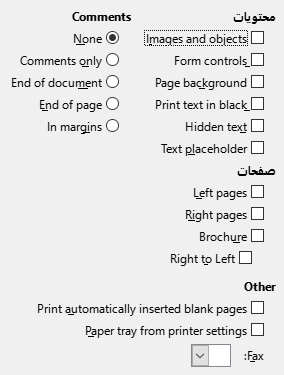 محتويات
Images and objects
Form controls
Page background
Print text in black
Hidden text
Text placeholder
Comments
None
Comments only
End of document
End of page
In margins
صفحات
Left pages
Right pages
Brochure
Right to Left
Other
Print automatically inserted blank pages
Paper tray from printer settings
Fax: